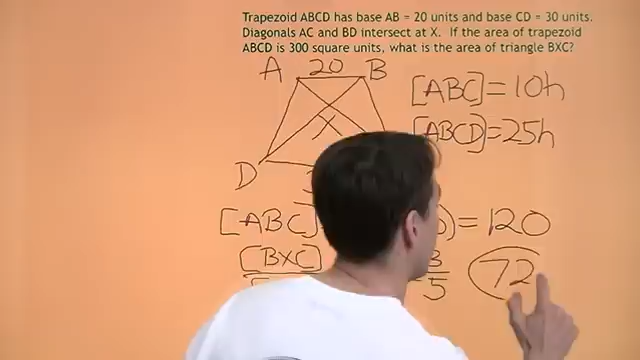 Trapezoid ABCD has base AB = 20 units and base CD = 30 units.
Diagonals AC and BD intersect at X. If the area of trapezoid
ABCD is 300 square units, what is the area of triangle BXC?
A 20 B
[ABC] = 10h
X
[ABCD] = 25h
D
[ABC] ) = 120
[BXC] 3 72
5